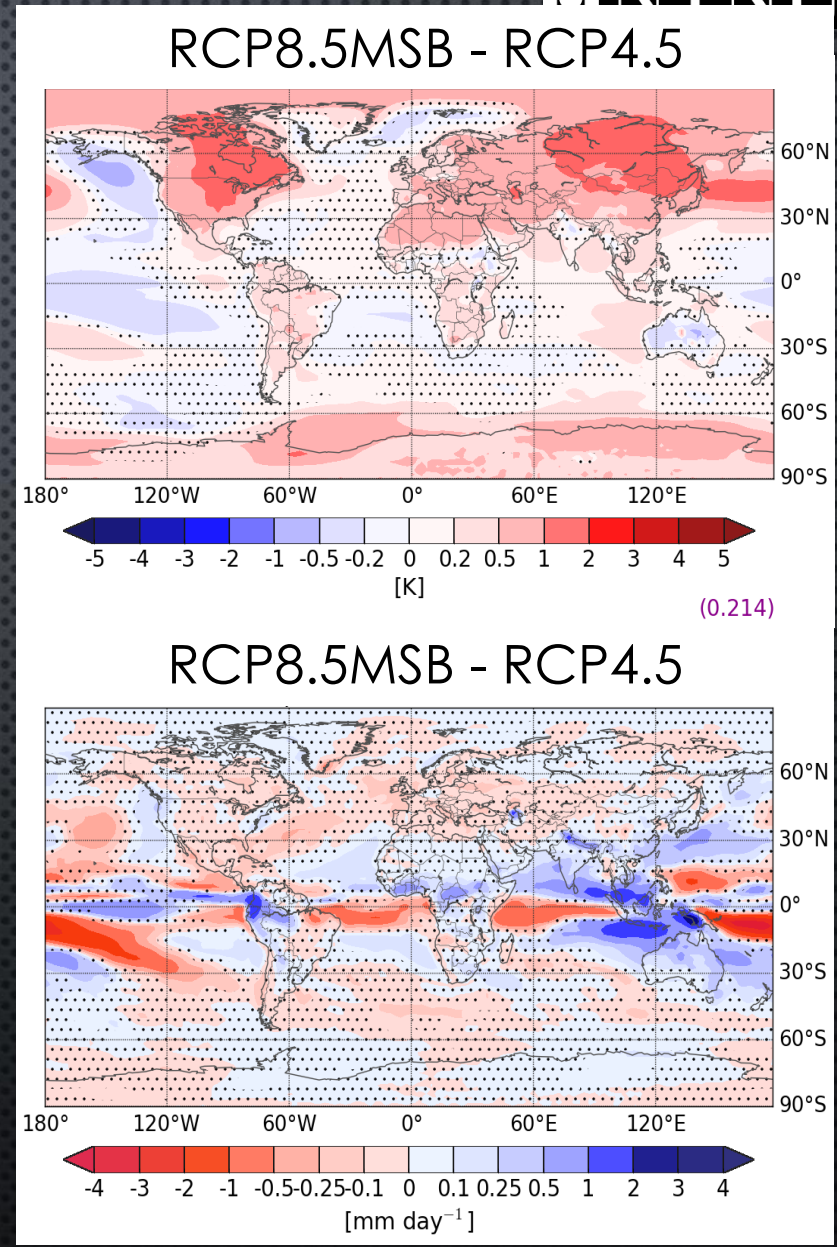 RCP8.5MSB - RCP4.5
60°N
30°N
0°
30°S
60°S
90°S
180° 120°W 60°W 0° 60°E 120°E
-5 -4 -3 -2 -1 -0.5 -0.2 0 0.2 0.5 1 2 3 4 5
[K]
(0.214)
RCP8.5MSB - RCP4.5
60°N
30°N
0°
30°S
60°S
90°S
180° 120°W 60°W 0° 60°E 120°E
-4 -3 -2 -1 -0.5 -0.25 -0.1 0 0.1 0.25 0.5 1 2 3 4
[mm day⁻¹]